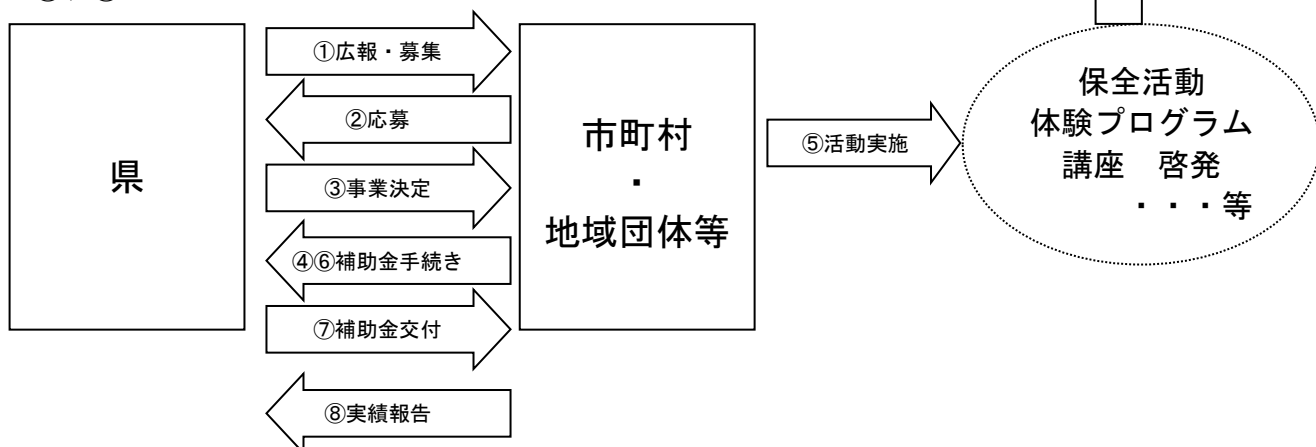 県
①広報・募集
②応募
③事業決定
④⑥補助金手続き
⑦補助金交付
⑧実績報告
市町村
・
地域団体等
⑤活動実施
保全活動
体験プログラム
講座　啓発
・・・等